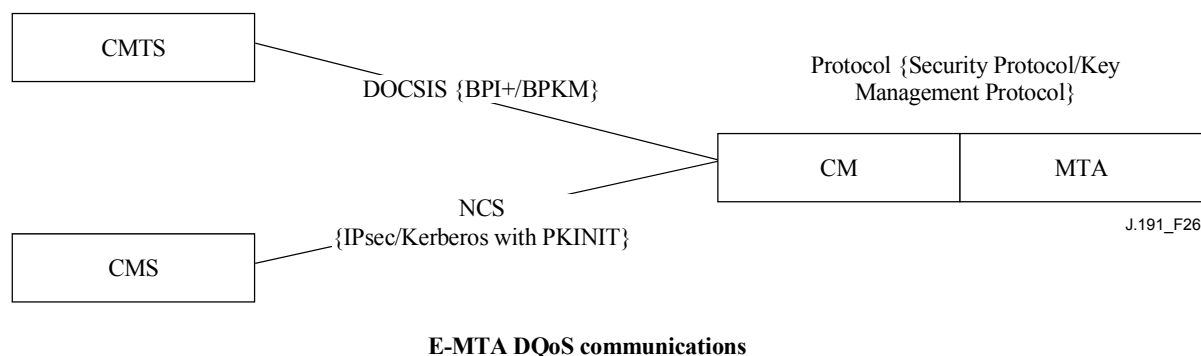 CMTS
DOCSIS {BPI+/BPKM}
Protocol {Security Protocol/Key
Management Protocol}
CM
MTA
NCS
{IPsec/Kerberos with PKINIT}
J.191_F26
CMS
E-MTA DQoS communications